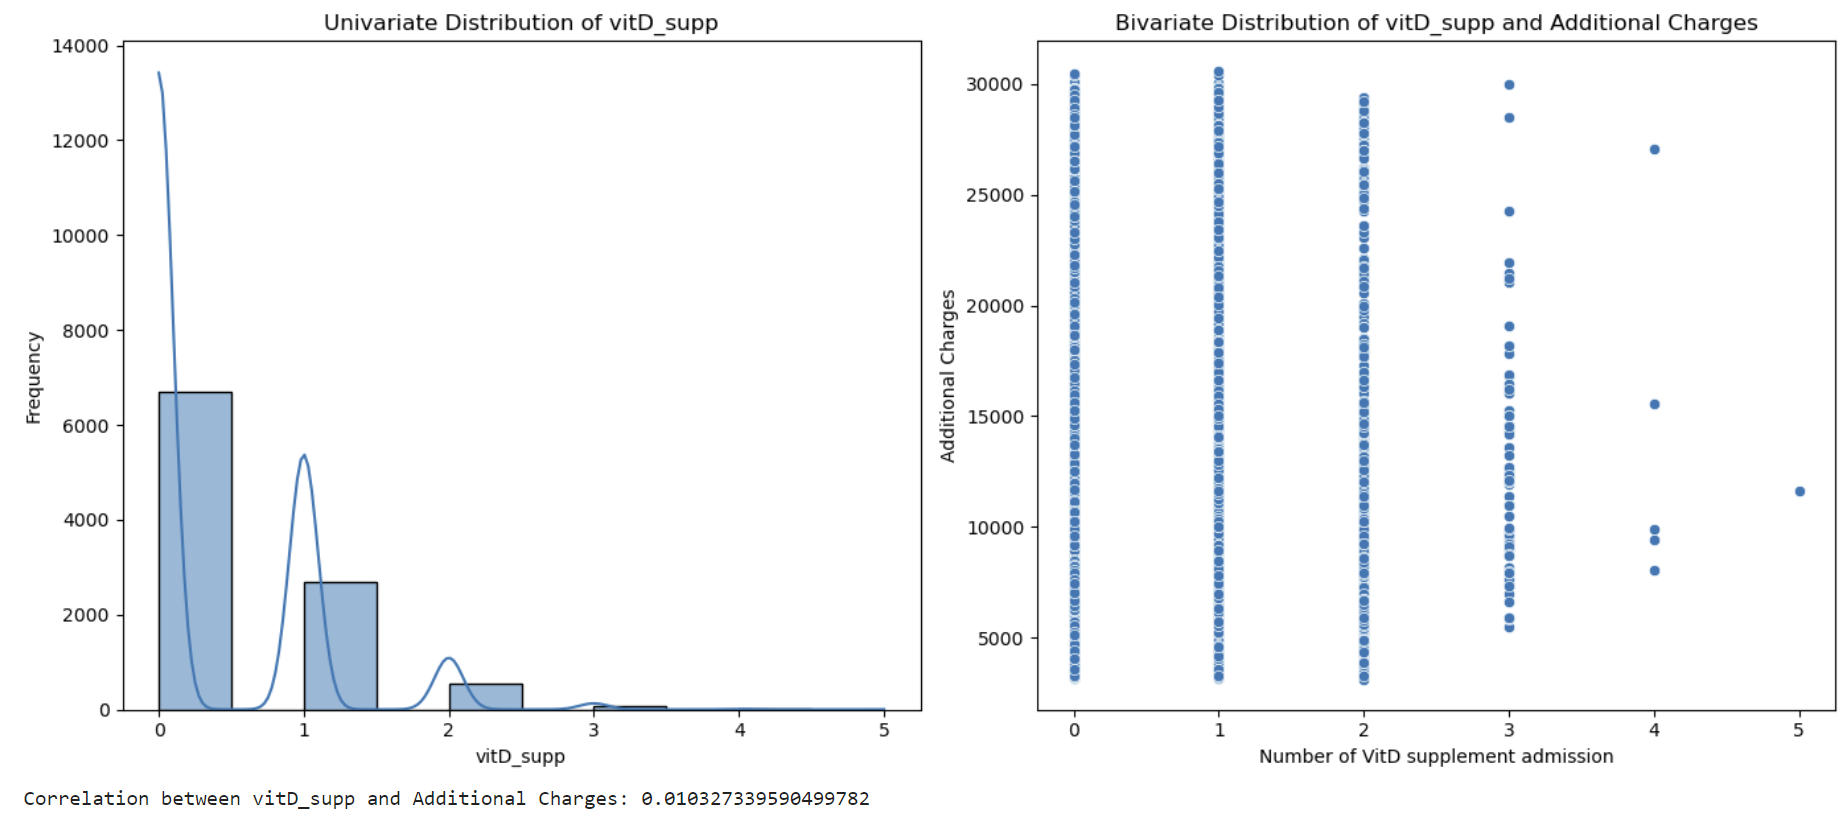 Univariate Distribution of vitD_supp
14000
12000
10000
8000
6000
4000
2000
0
Frequency
0 1 2 3 4 5
vitD_supp
Bivariate Distribution of vitD_supp and Additional Charges
30000
25000
20000
15000
10000
5000
Additional Charges
0 1 2 3 4 5
Number of VitD supplement admission
Correlation between vitD_supp and Additional Charges: 0.010327339590499782